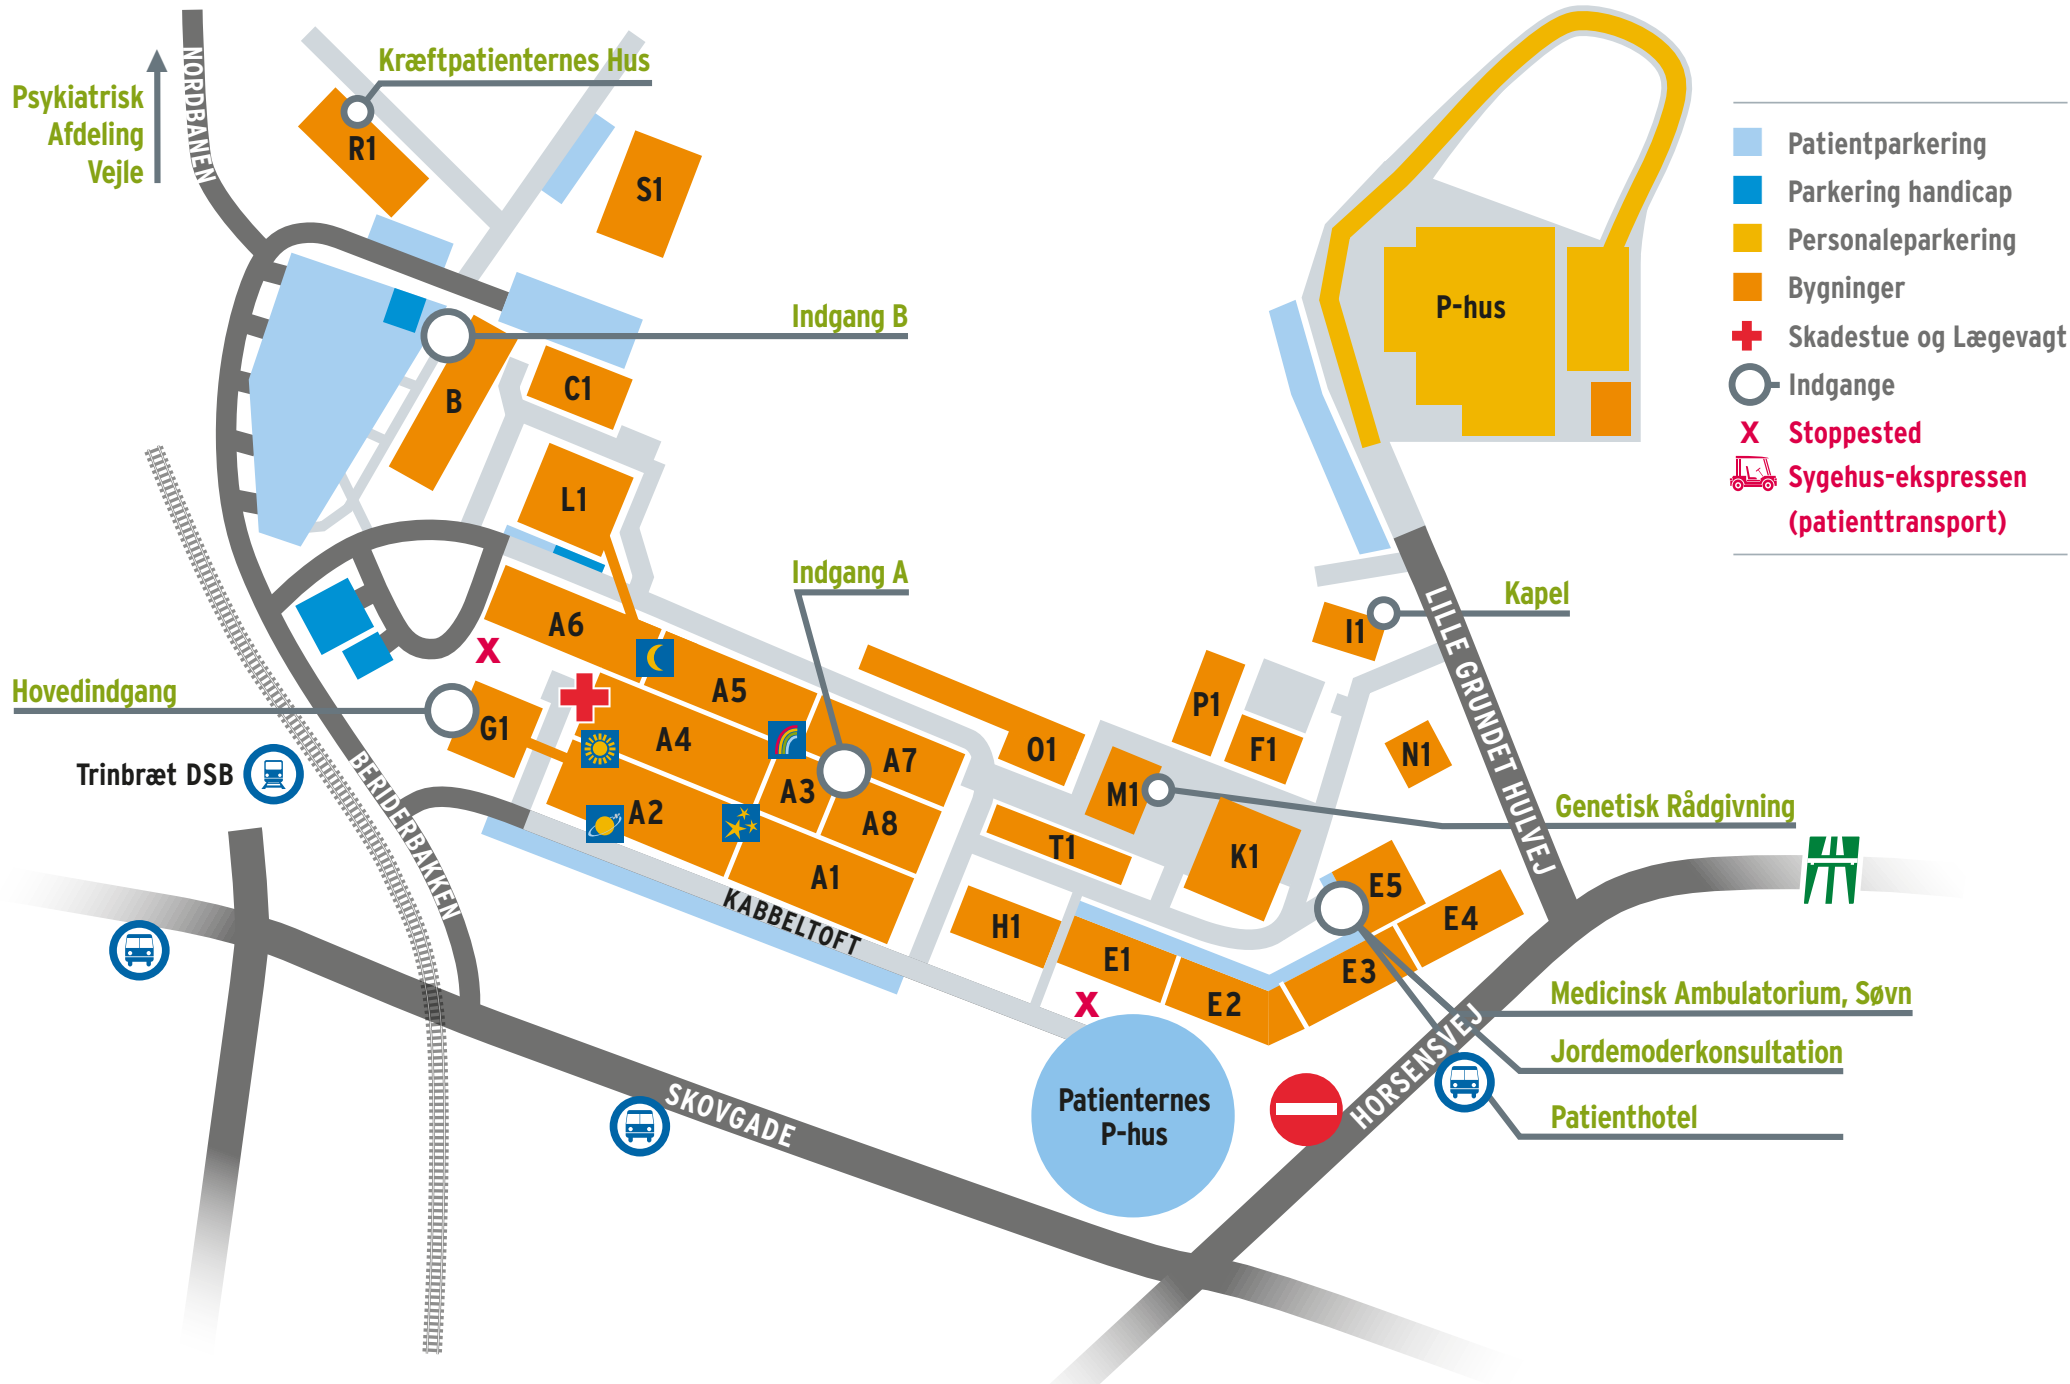 NORDBANEN
Psykiatrisk
Afdeling
Vejle
Kræftpatienternes Hus
R1
S1
Indgang B
B
C1
L1
Indgang A
A6
A5
A4
A3
A7
A8
A2
A1
Hovedindgang
G1
Trinbræt DSB
BERIDERBAKKEN
X
KABBELTOFT
SKOVGADE
O1
M1
P1
F1
I1
N1
T1
K1
H1
E1
E2
E3
E4
E5
X
Patienternes
P-hus
P-hus
Kapel
LILLE GRUNDET HULVEJ
Genetisk Rådgivning
HORSENSVEJ
Medicinsk Ambulatorium, Søvn
Jordemoderkonsultation
Patienthotel
Patientparkering
Parkering handicap
Personaleparkering
Bygninger
Skadestue og Lægevagt
Indgange
X Stoppested
Sygehus-ekspressen
(patienttransport)